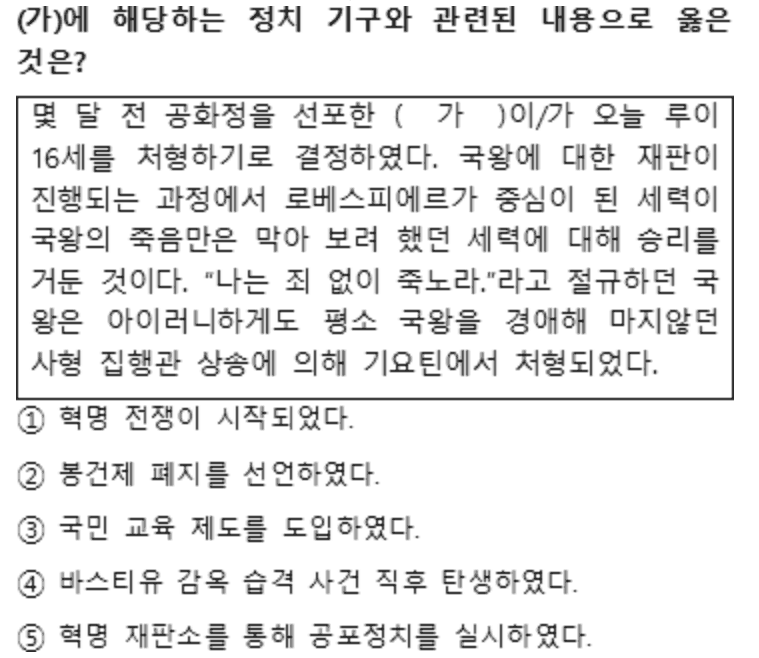 (가)에 해당하는 정치 기구와 관련된 내용으로 옳은
것은?
몇 달 전 공화정을 선포한 ( 가 )이/가 오늘 루이
16세를 처형하기로 결정하였다. 국왕에 대한 재판이
진행되는 과정에서 로베스피에르가 중심이 된 세력이
국왕의 죽음만은 막아 보려 했던 세력에 대해 승리를
거둔 것이다. “나는 죄 없이 죽노라.”라고 절규하던 국
왕은 아이러니하게도 평소 국왕을 경애해 마지않던
사형 집행관 상송에 의해 기요틴에서 처형되었다.
① 혁명 전쟁이 시작되었다.
② 봉건제 폐지를 선언하였다.
③ 국민 교육 제도를 도입하였다.
④ 바스티유 감옥 습격 사건 직후 탄생하였다.
⑤ 혁명 재판소를 통해 공포정치를 실시하였다.